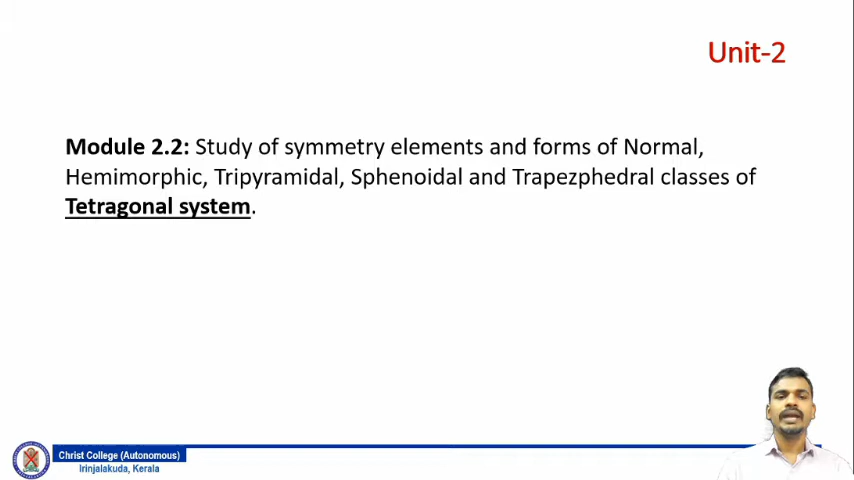 Unit-2
Module 2.2: Study of symmetry elements and forms of Normal,
Hemimorphic, Tripyramidal, Sphenoidal and Trapezphedral classes of
Tetragonal system.
Christ College (Autonomous)
Irinjalakuda, Kerala